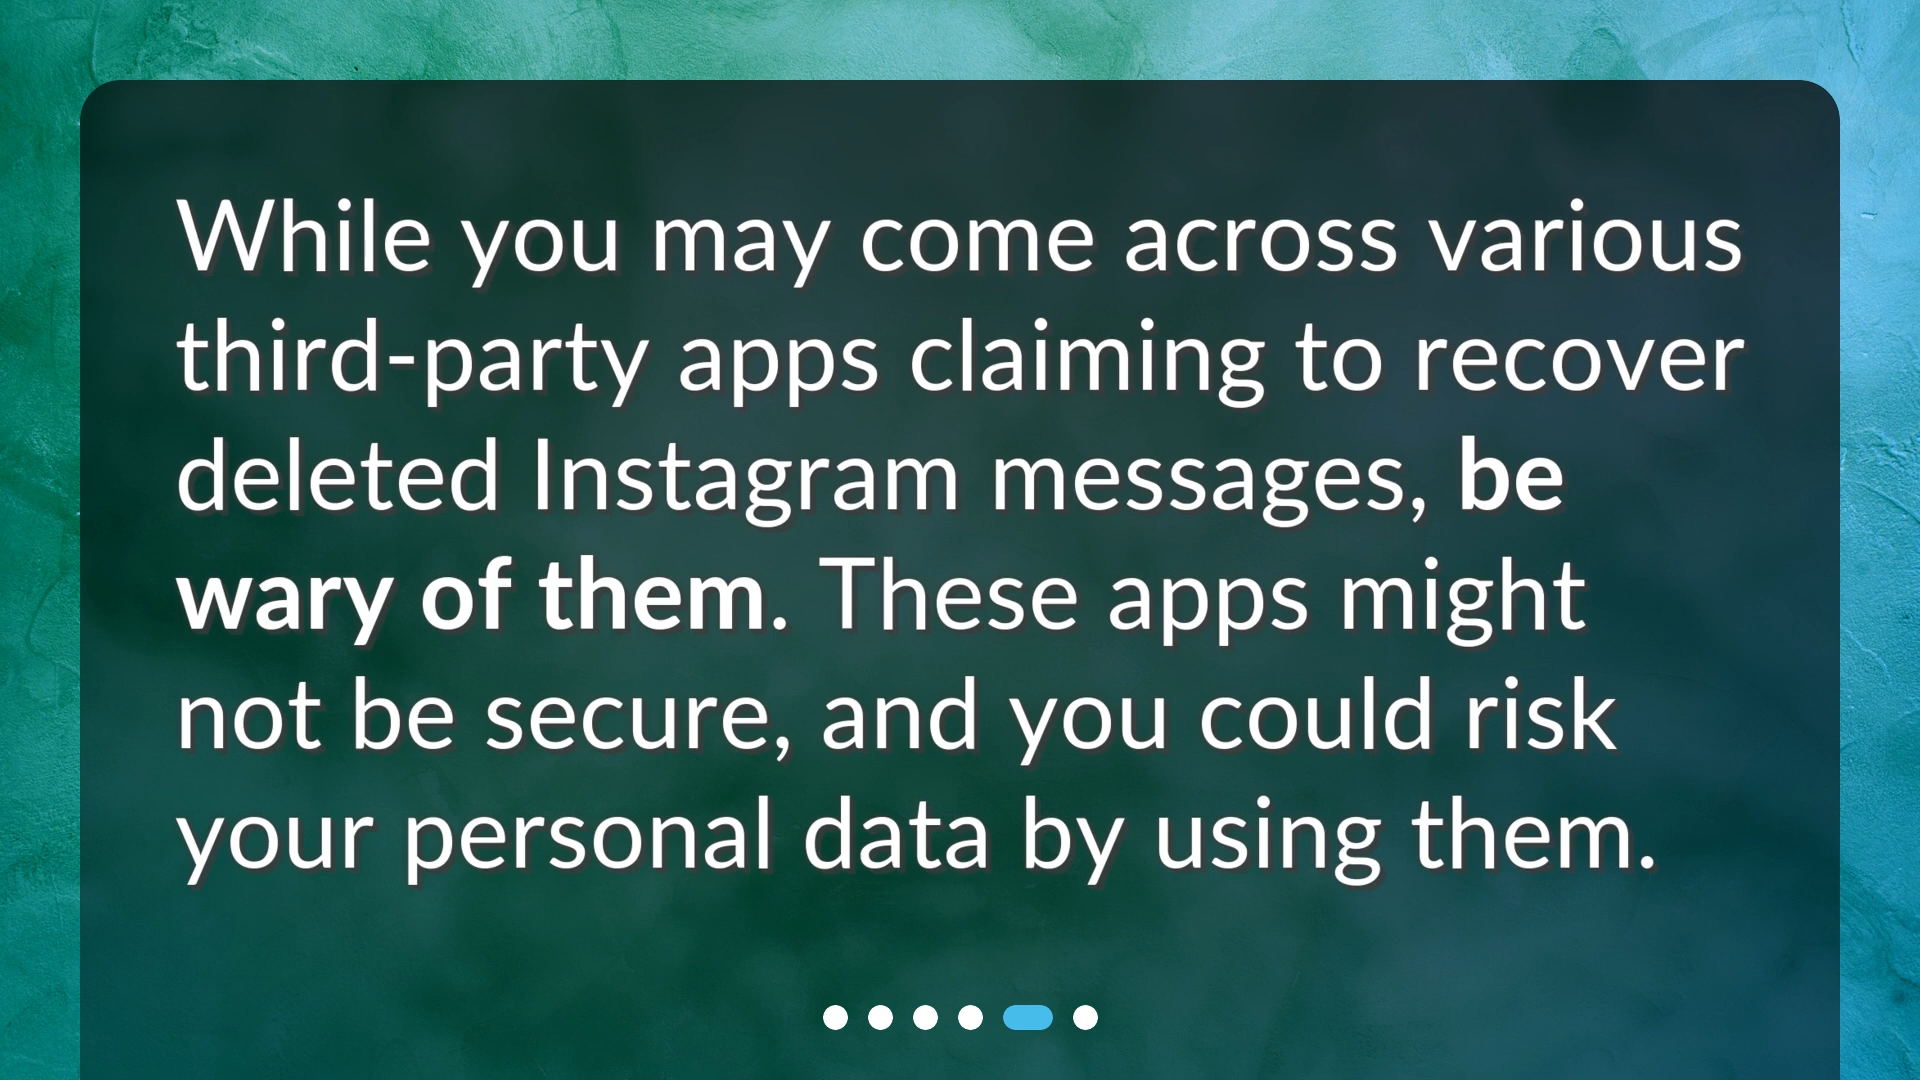 While you may come across various
third-party apps claiming to recover
deleted Instagram messages, be
wary of them. These apps might
not be secure, and you could risk
your personal data by using them.